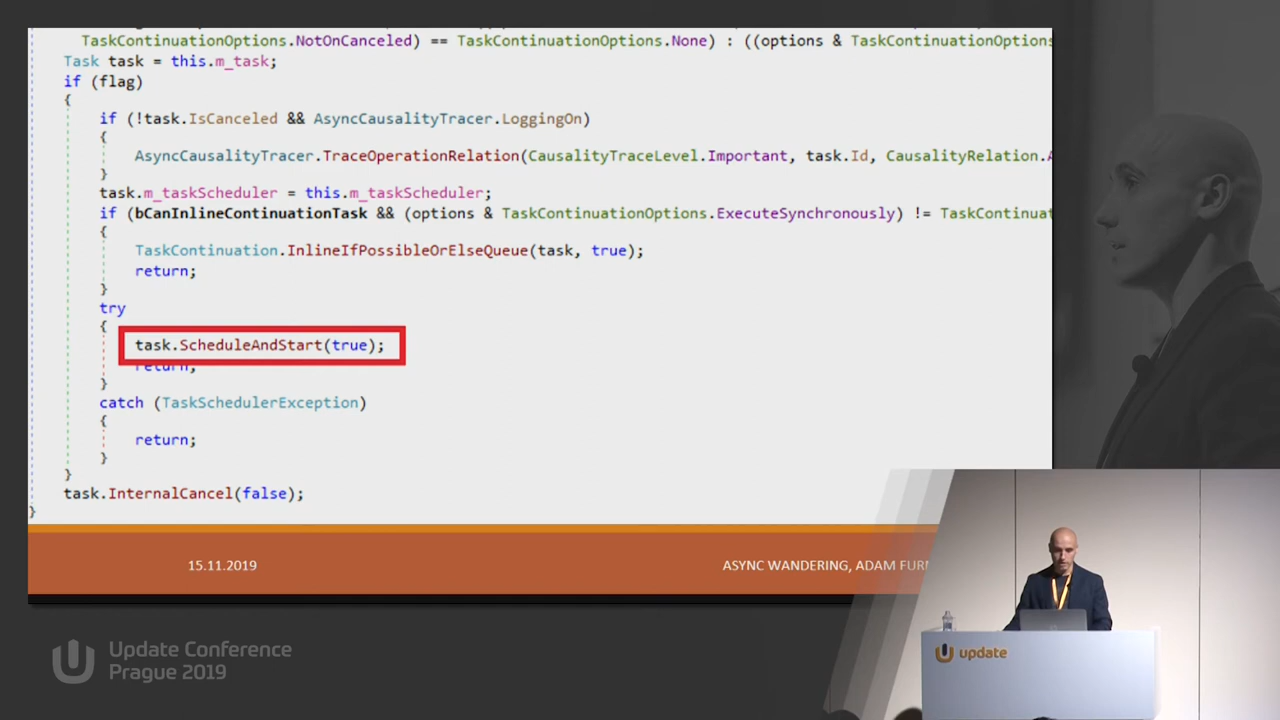 TaskContinuationOptions.NotOnCanceled) == TaskContinuationOptions.None) : ((options & TaskContinuationOptions
Task task = this.m_task;
if (flag)
{
if (!task.IsCanceled && AsyncCausalityTracer.LoggingOn)
{
AsyncCausalityTracer.TraceOperationRelation(CausalityTraceLevel.Important, task.Id, CausalityRelation.A
}
task.m_taskScheduler = this.m_taskScheduler;
if (bCanInlineContinuationTask && (options & TaskContinuationOptions.ExecuteSynchronously) != TaskContinuat
{
TaskContinuation.InlineIfPossibleOrElseQueue(task, true);
return;
}
try
{
task.ScheduleAndStart(true);
return;
}
catch (TaskSchedulerException)
{
return;
}
}
task.InternalCancel(false);
}
15.11.2019
ASYNC WANDERING, ADAM FUR
Update Conference
Prague 2019
update